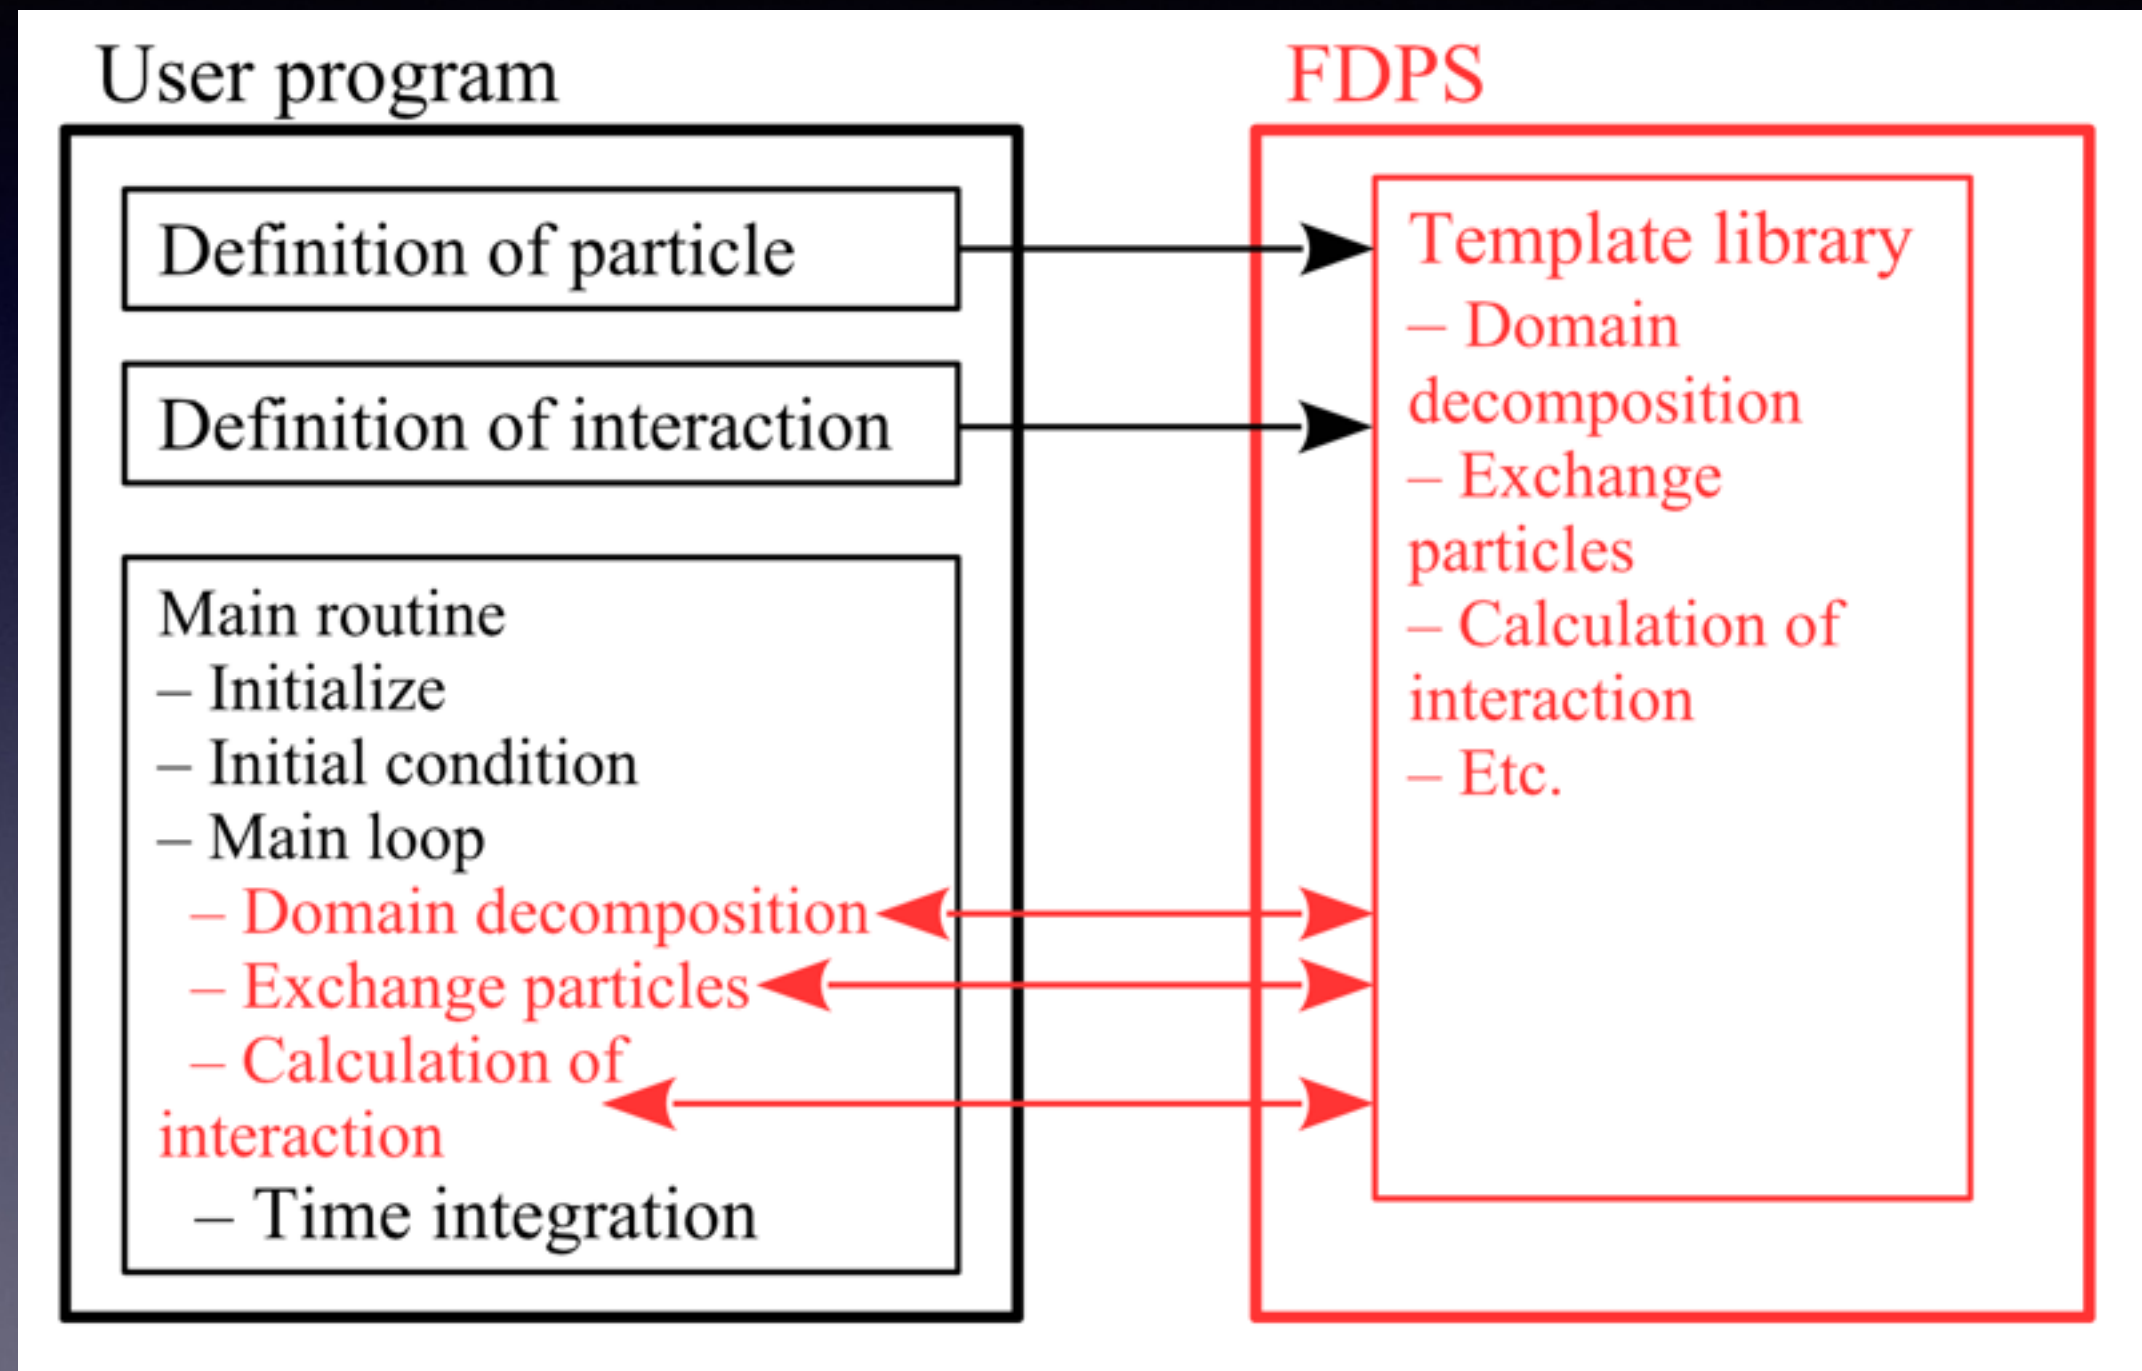 User program
Definition of particle
Definition of interaction
Main routine
– Initialize
– Initial condition
– Main loop
– Domain decomposition
– Exchange particles
– Calculation of
interaction
– Time integration
FDPS
Template library
– Domain
decomposition
– Exchange
particles
– Calculation of
interaction
– Etc.